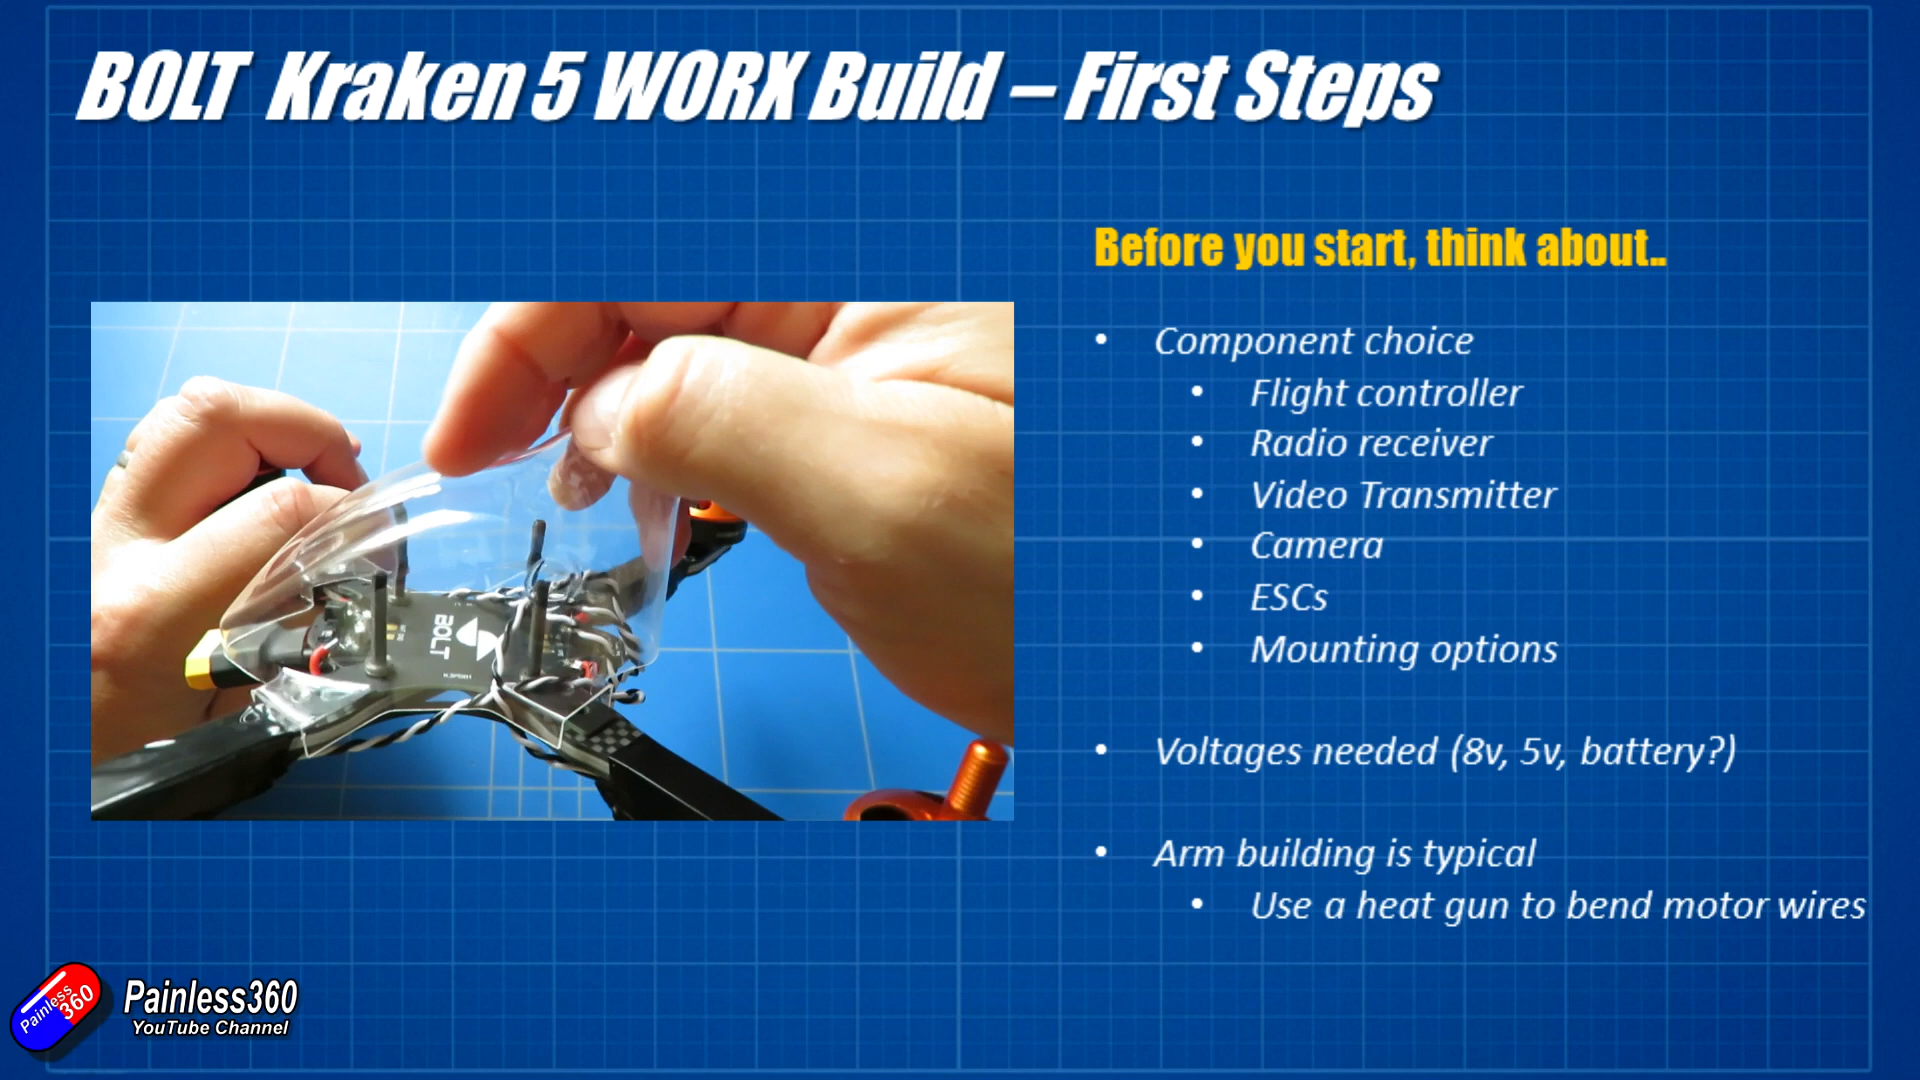 BOLT Kraken 5 WORX Build – First Steps
Before you start, think about..
• Component choice
• Flight controller
• Radio receiver
• Video Transmitter
• Camera
• ESCs
• Mounting options
• Voltages needed (8v, 5v, battery?)
• Arm building is typical
• Use a heat gun to bend motor wires
BOLT
Painless
360
Painless360
YouTube Channel